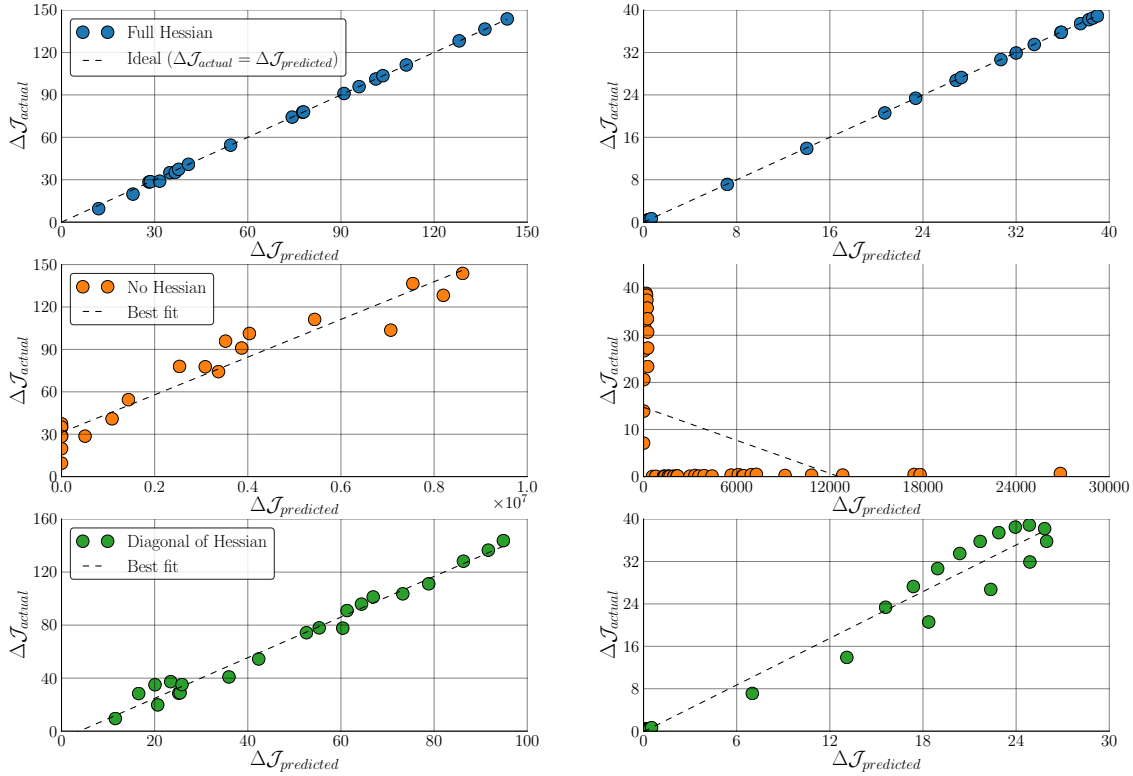 150
120
90
60
30
0
ΔJ_actual
Full Hessian
Ideal (ΔJ_actual = ΔJ_predicted)
0 30 60 90 120 150
ΔJ_predicted
40
32
24
16
8
0
ΔJ_actual
0 8 16 24 32 40
ΔJ_predicted
150
120
90
60
30
0
ΔJ_actual
No Hessian
Best fit
0.0 0.2 0.4 0.6 0.8 1.0
ΔJ_predicted
×10⁷
40
30
20
10
0
ΔJ_actual
0 6000 12000 18000 24000 30000
ΔJ_predicted
160
120
80
40
0
ΔJ_actual
Diagonal of Hessian
Best fit
0 20 40 60 80 100
ΔJ_predicted
40
32
24
16
8
0
ΔJ_actual
0 6 12 18 24 30
ΔJ_predicted